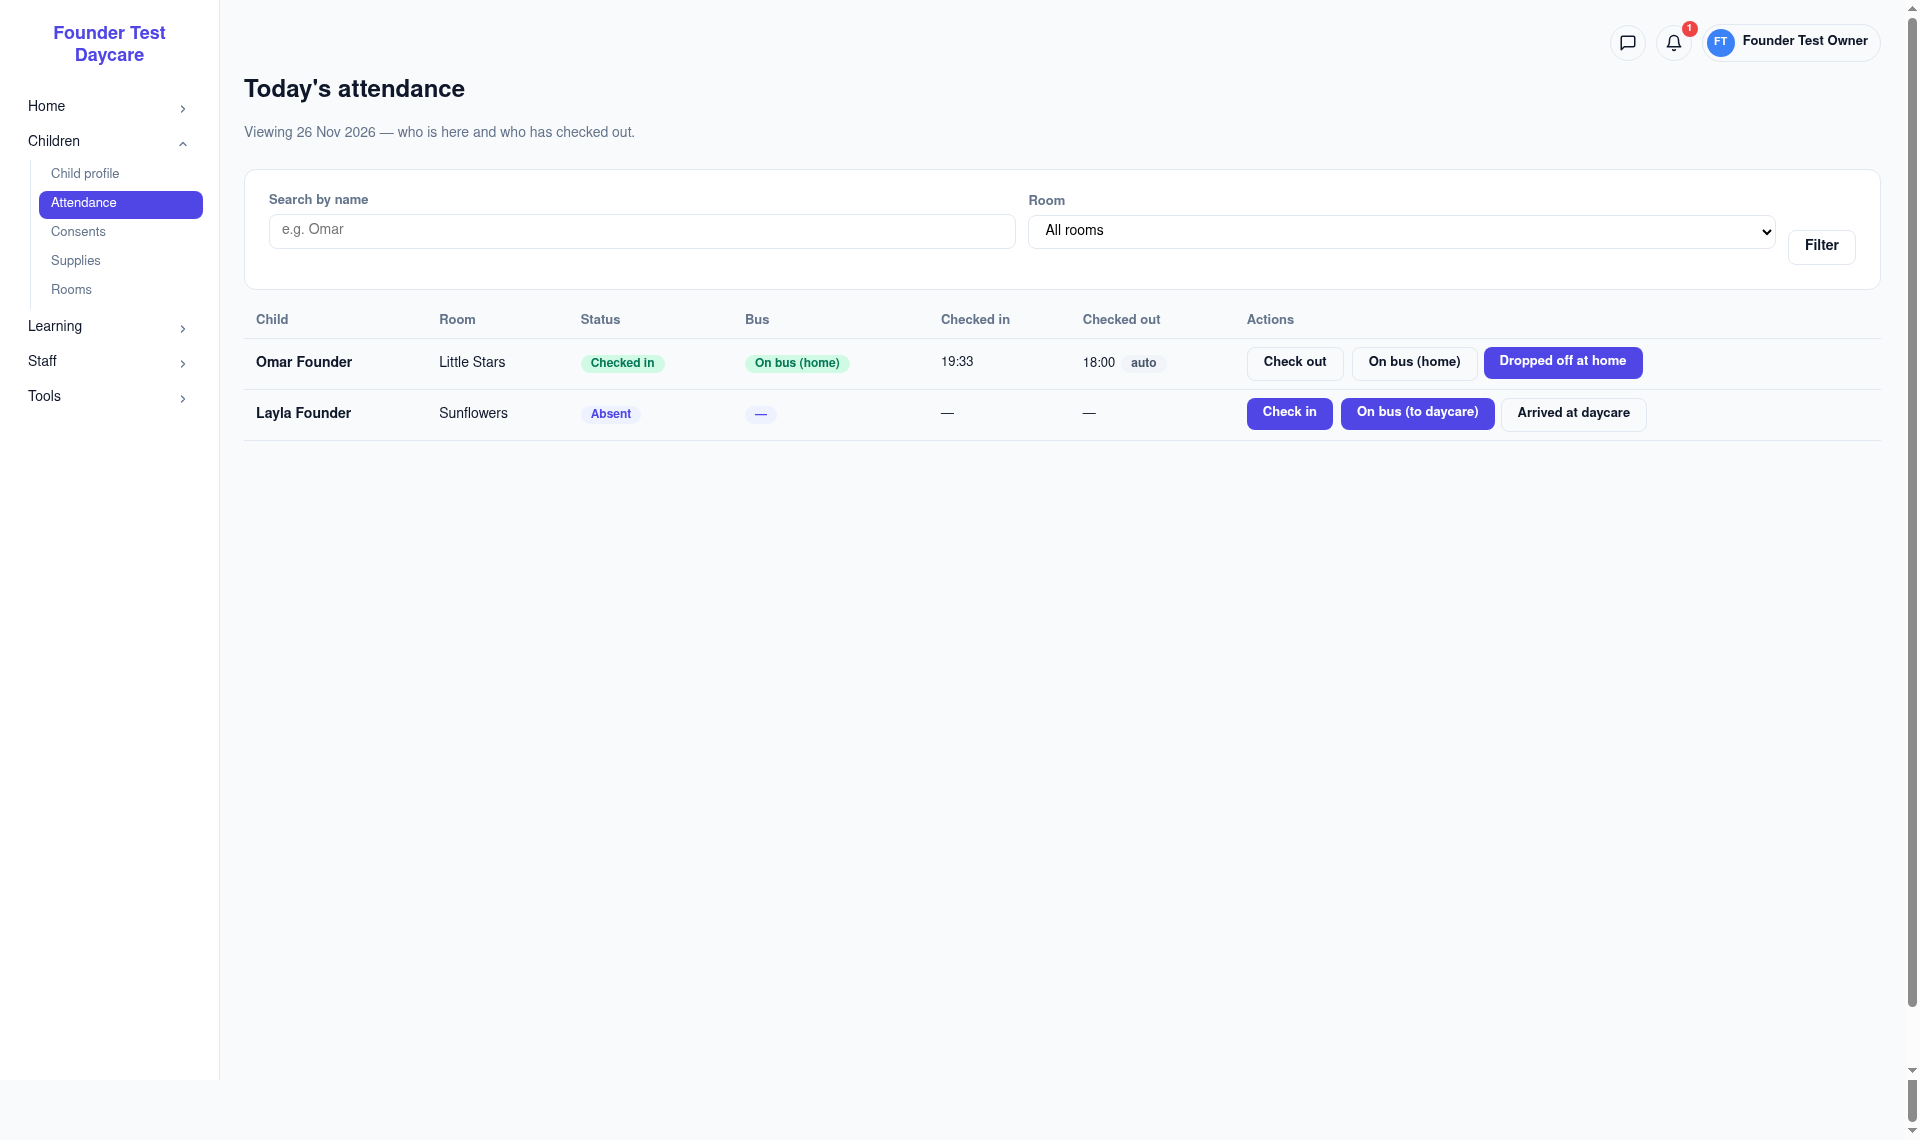 Founder Test
Daycare
Home
Children
Child profile
Attendance
Consents
Supplies
Rooms
Learning
Staff
Tools
1
FT
Founder Test Owner
Today's attendance
Viewing 26 Nov 2026 — who is here and who has checked out.
Search by name
e.g. Omar
Room
All rooms
Filter
Child Room Status Bus Checked in Checked out Actions
Omar Founder Little Stars Checked in On bus (home) 19:33 18:00 auto Check out On bus (home) Dropped off at home
Layla Founder Sunflowers Absent — — — Check in On bus (to daycare) Arrived at daycare